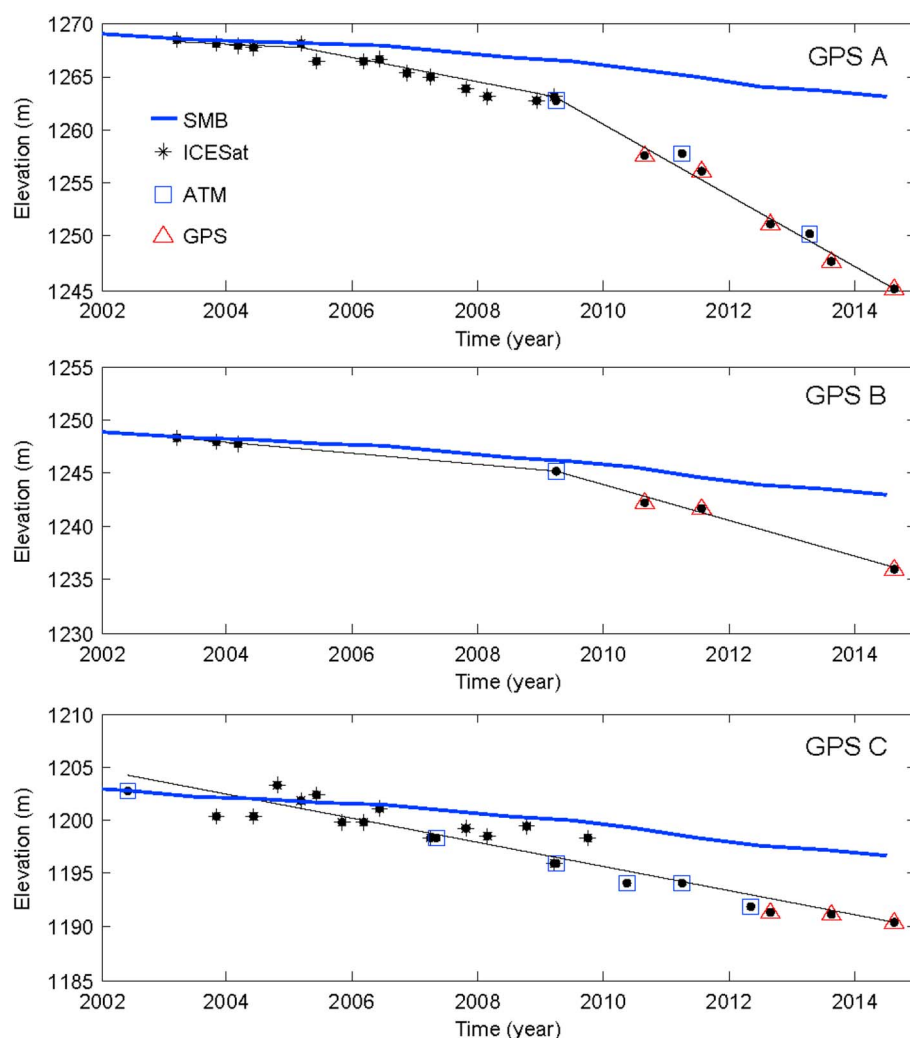 1270
GPS A
1265
SMB
1260
ICESat
Elevation (m)
1255
ATM
1250
GPS
1245
2002 2004 2006 2008 2010 2012 2014
Time (year)
1255
GPS B
1250
1245
Elevation (m)
1240
1235
1230
2002 2004 2006 2008 2010 2012 2014
Time (year)
1210
GPS C
1205
1200
Elevation (m)
1195
1190
1185
2002 2004 2006 2008 2010 2012 2014
Time (year)